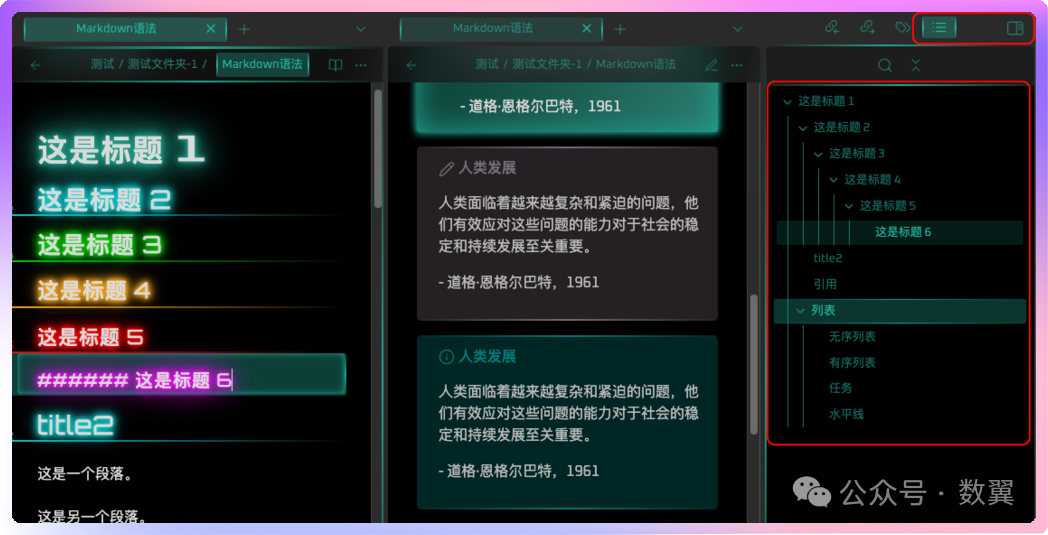 Markdown语法
测试 / 测试文件夹-1 / Markdown语法
这是标题 1
这是标题 2
这是标题 3
这是标题 4
这是标题 5
###### 这是标题 6
title2
这是一个段落。
这是另一个段落。
Markdown语法
测试 / 测试文件夹-1 / Markdown语法
- 道格·恩格尔巴特，1961
人类发展
人类面临着越来越复杂和紧迫的问题，他
们有效应对这些问题的能力对于社会的稳
定和持续发展至关重要。
- 道格·恩格尔巴特，1961
人类发展
人类面临着越来越复杂和紧迫的问题，他
们有效应对这些问题的能力对于社会的稳
定和持续发展至关重要。
- 道格·恩格尔巴特，1961
这是标题 1
这是标题 2
这是标题 3
这是标题 4
这是标题 5
这是标题 6
title2
引用
列表
无序列表
有序列表
任务
水平线
公众号 · 数翼